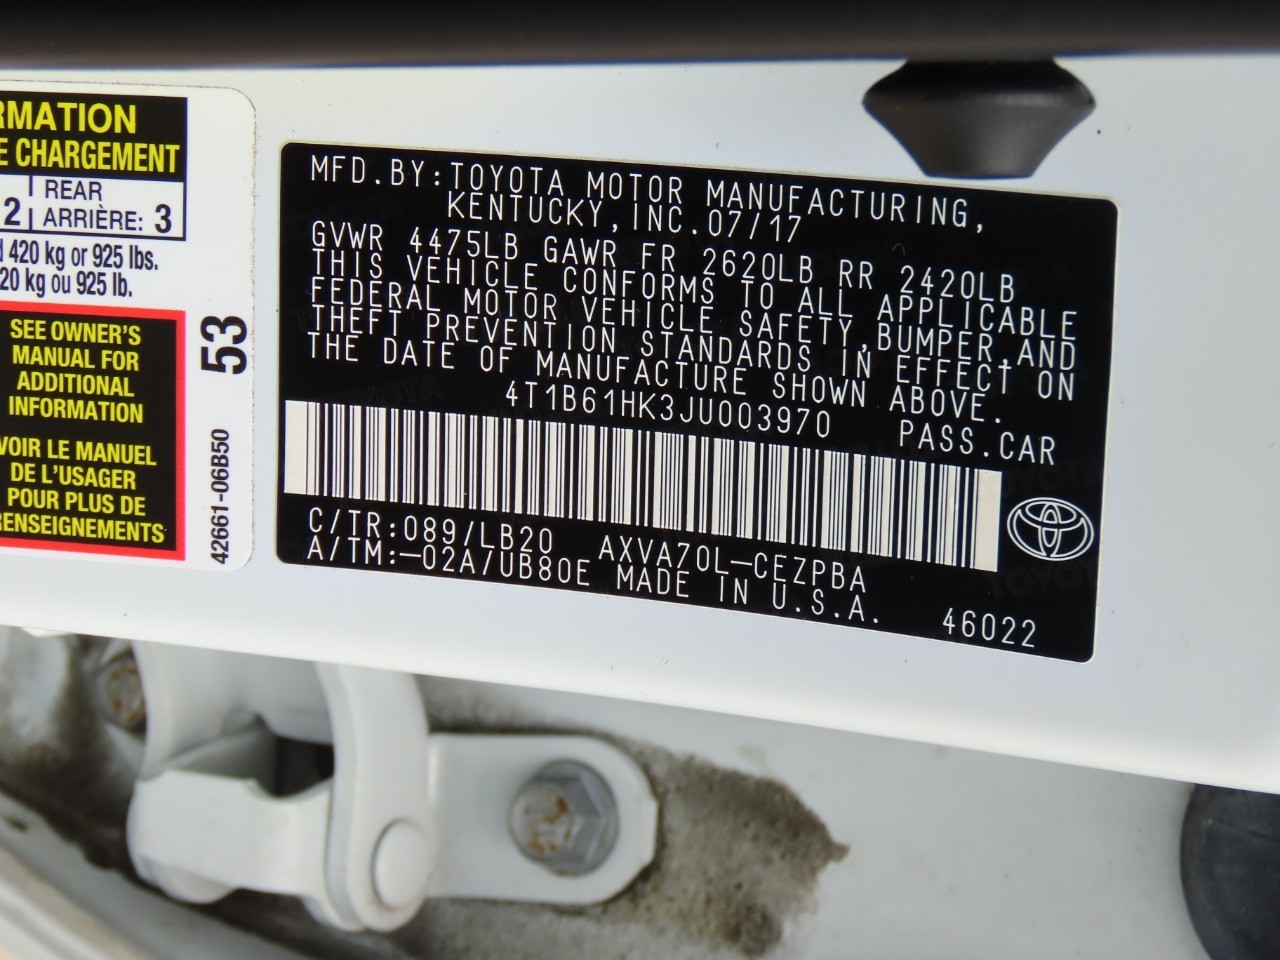 RMATION
E CHARGEMENT
2 REAR
ARRIÈRE: 3
420 kg or 925 lbs.
20 kg ou 925 lb.
SEE OWNER'S
MANUAL FOR
ADDITIONAL
INFORMATION
VOIR LE MANUEL
DE L'USAGER
POUR PLUS DE
RENSEIGNEMENTS
53
42661-06B50
MFD.BY:TOYOTA MOTOR MANUFACTURING,
KENTUCKY,INC.07/17
GVWR 4475LB GAWR FR 2620LB RR 2420LB
THIS VEHICLE CONFORMS TO ALL APPLICABLE
FEDERAL MOTOR VEHICLE SAFETY,BUMPER,AND
THEFT PREVENTION STANDARDS IN EFFECT ON
THE DATE OF MANUFACTURE SHOWN ABOVE.
4T1B61HK3JU003970 PASS.CAR
C/TR:089/LB20 AXVA70L-CEZPBA
A/TM:-02A/UB80E MADE IN U.S.A. 46022